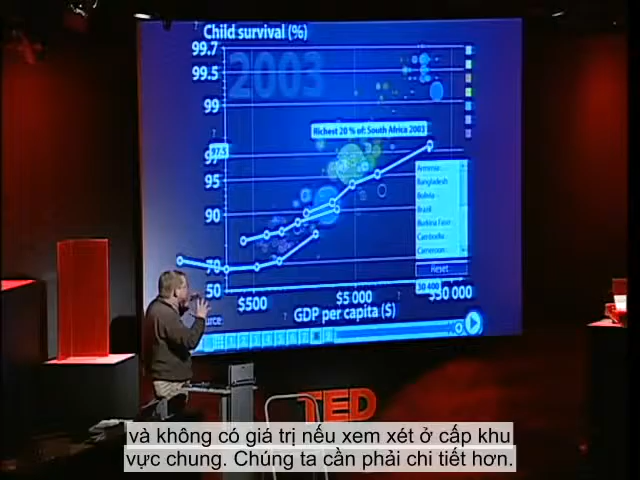 Child survival (%)
99.7
99.5
2003
99
Richest 20 % of: South Africa 2003
97.5
95
Armenia
Bangladesh
Bolivia
Brazil
90
Burkina Faso
Cambodia
Cameroon
70
Reset
50
30 400
$500
$5 000
$30 000
GDP per capita ($)
TED
và không có giá trị nếu xem xét ở cấp khu
vực chung. Chúng ta cần phải chi tiết hơn.